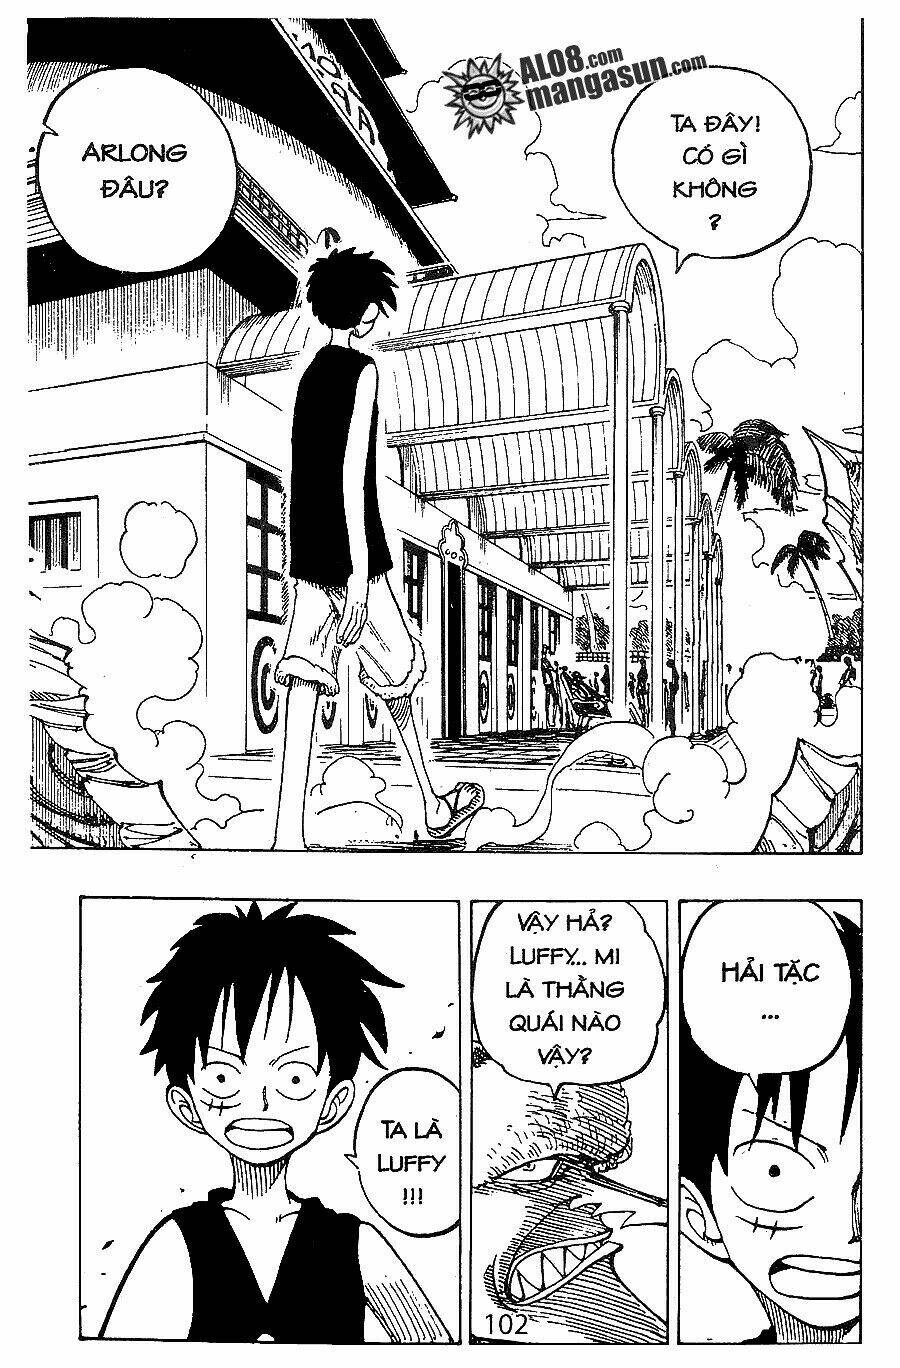 AL08.com
mangasun.com
ARLONG
ĐÂU?
TA ĐÂY!
CÓ GÌ
KHÔNG
?
TA LÀ
LUFFY
!!!
VẬY HẢ?
LUFFY... MI
LÀ THẰNG
QUÁI NÀO
VẬY?
HẢI TẶC
...
102